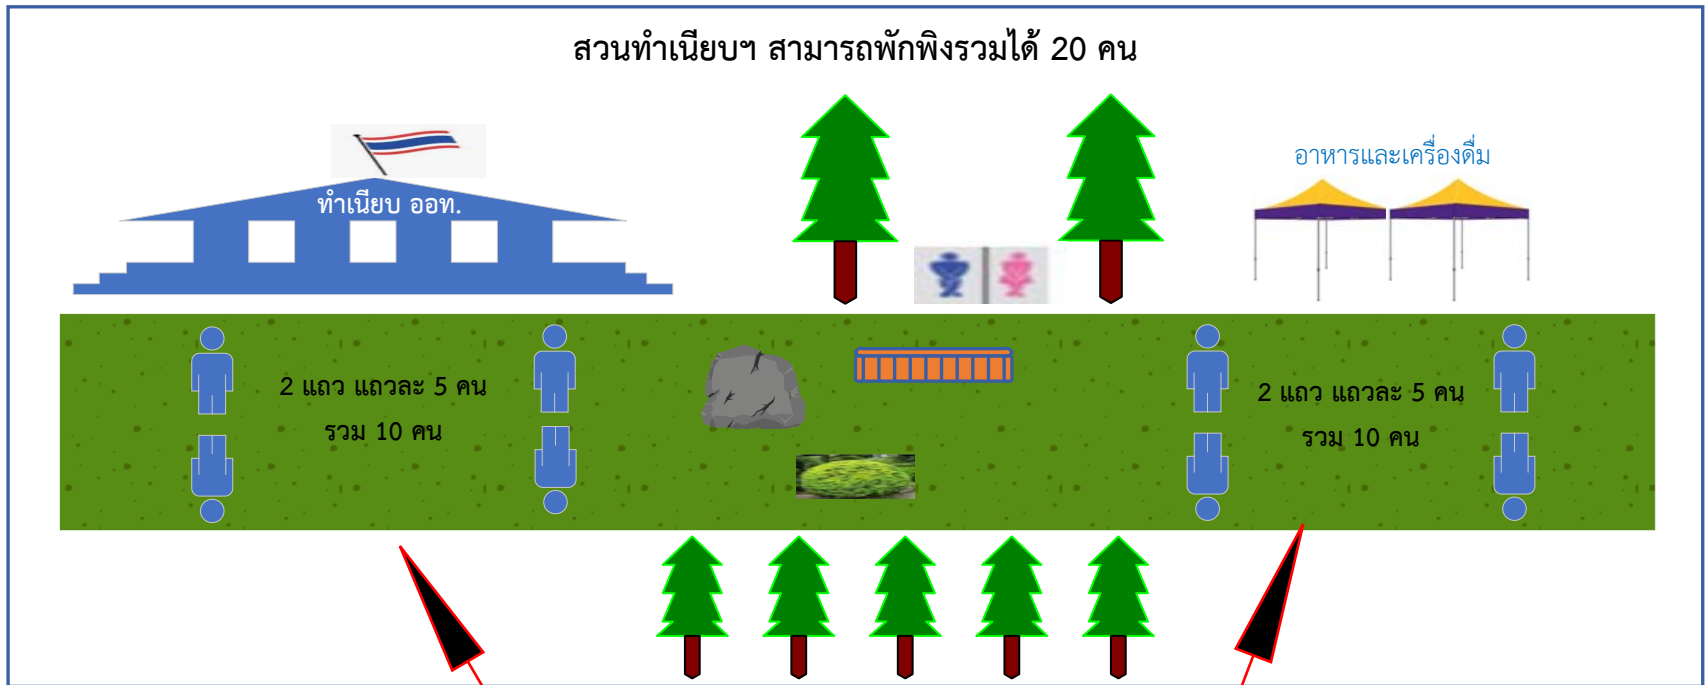 สวนทำเนียบฯ สามารถพักพิงรวมได้ 20 คน
ทำเนียบ ออท.
อาหารและเครื่องดื่ม
2 แถว แถวละ 5 คน
รวม 10 คน
2 แถว แถวละ 5 คน
รวม 10 คน